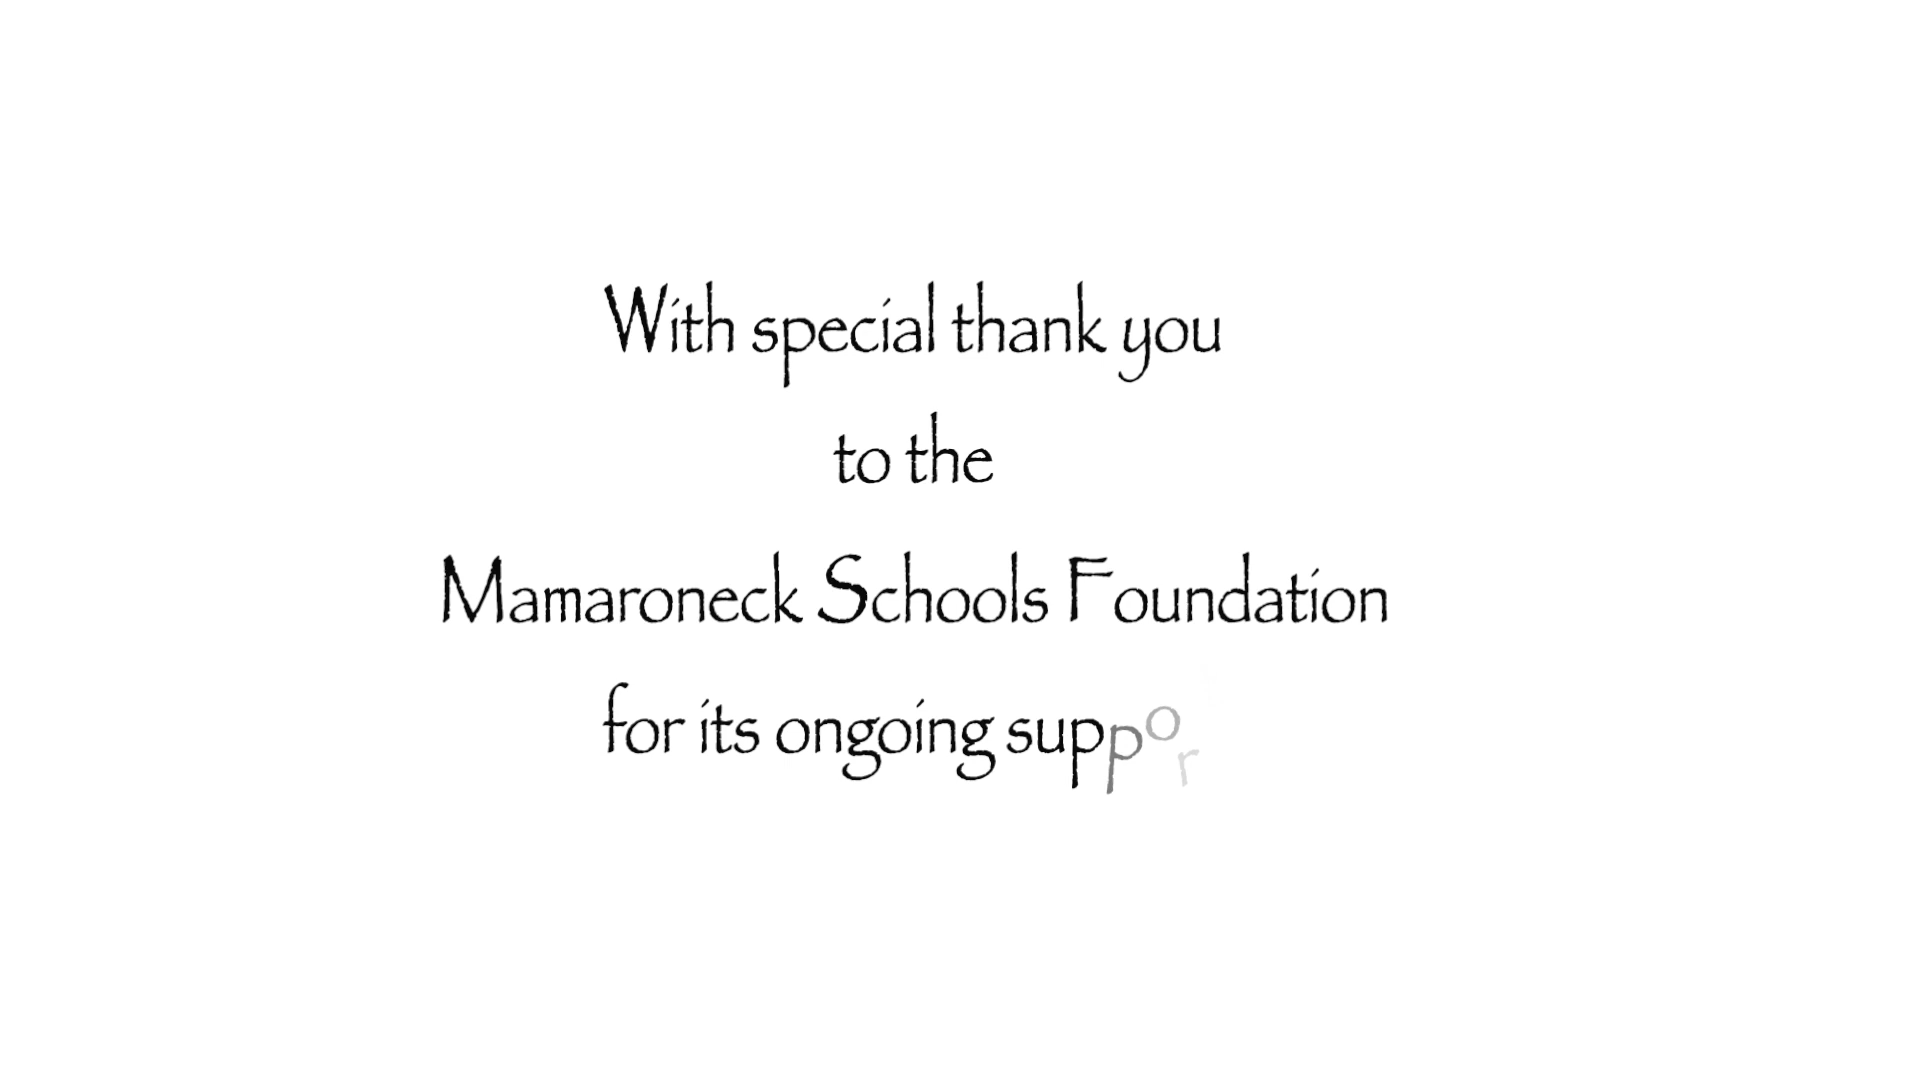 With special thank you
to the
Mamaroneck Schools Foundation
for its ongoing suppor